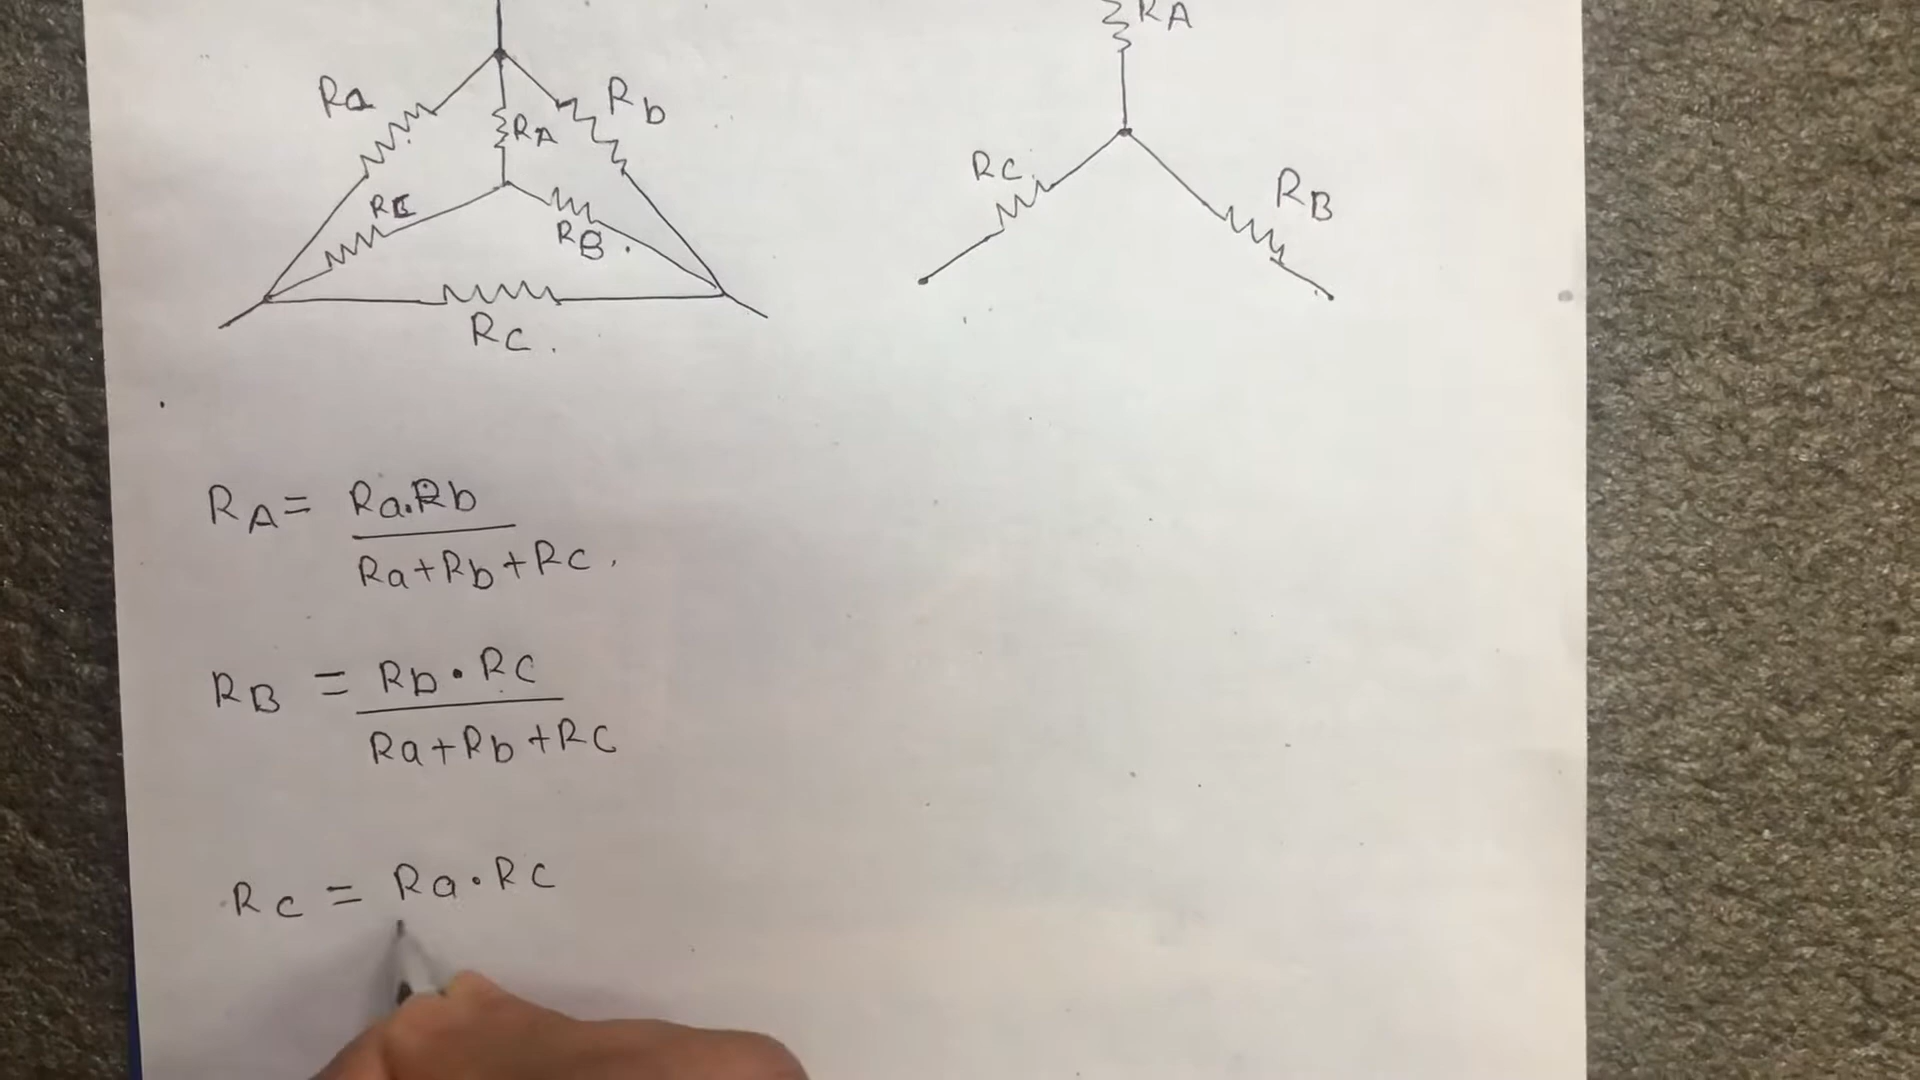 RA
Ra
Rb
RA
RC
RB
RC
RC.
RB
RA = Ra.Rb
Ra+Rb+Rc.
RB = Rb . Rc
Ra+Rb+Rc
Rc = Ra.Rc